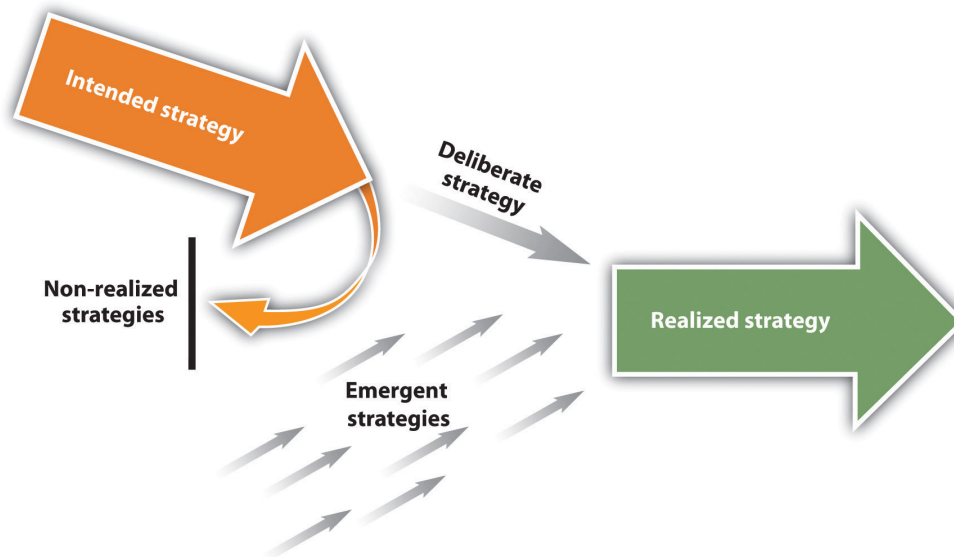 Intended strategy
Deliberate
strategy
Non-realized
strategies
Realized strategy
Emergent
strategies